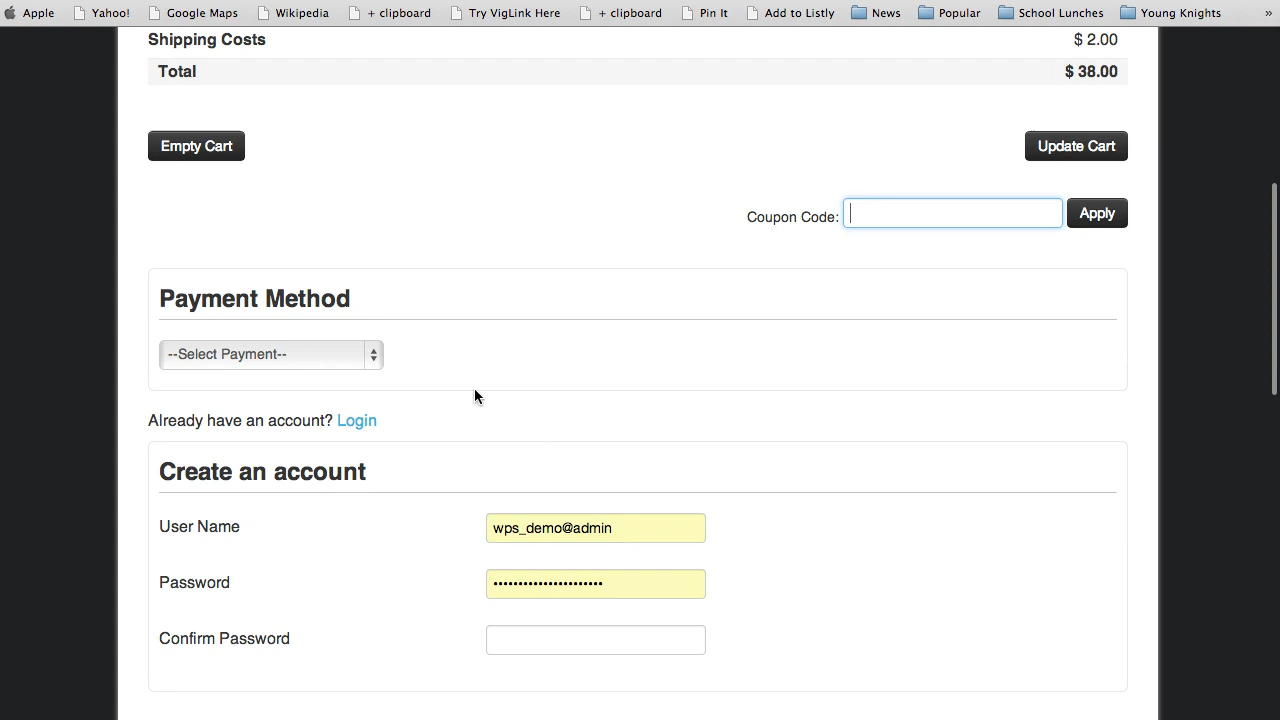 Apple Yahoo! Google Maps Wikipedia + clipboard Try VigLink Here + clipboard Pin It Add to Listly News Popular School Lunches Young Knights »
Shipping Costs $ 2.00
Total $ 38.00
Empty Cart Update Cart
Coupon Code: Apply
Payment Method
--Select Payment--
Already have an account? Login
Create an account
User Name wps_demo@admin
Password ••••••••••••••••••••••
Confirm Password